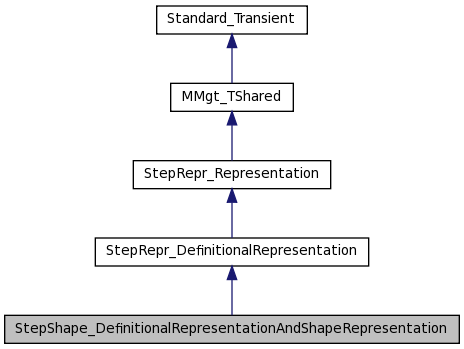 Standard_Transient
MMgt_TShared
StepRepr_Representation
StepRepr_DefinitionalRepresentation
StepShape_DefinitionalRepresentationAndShapeRepresentation